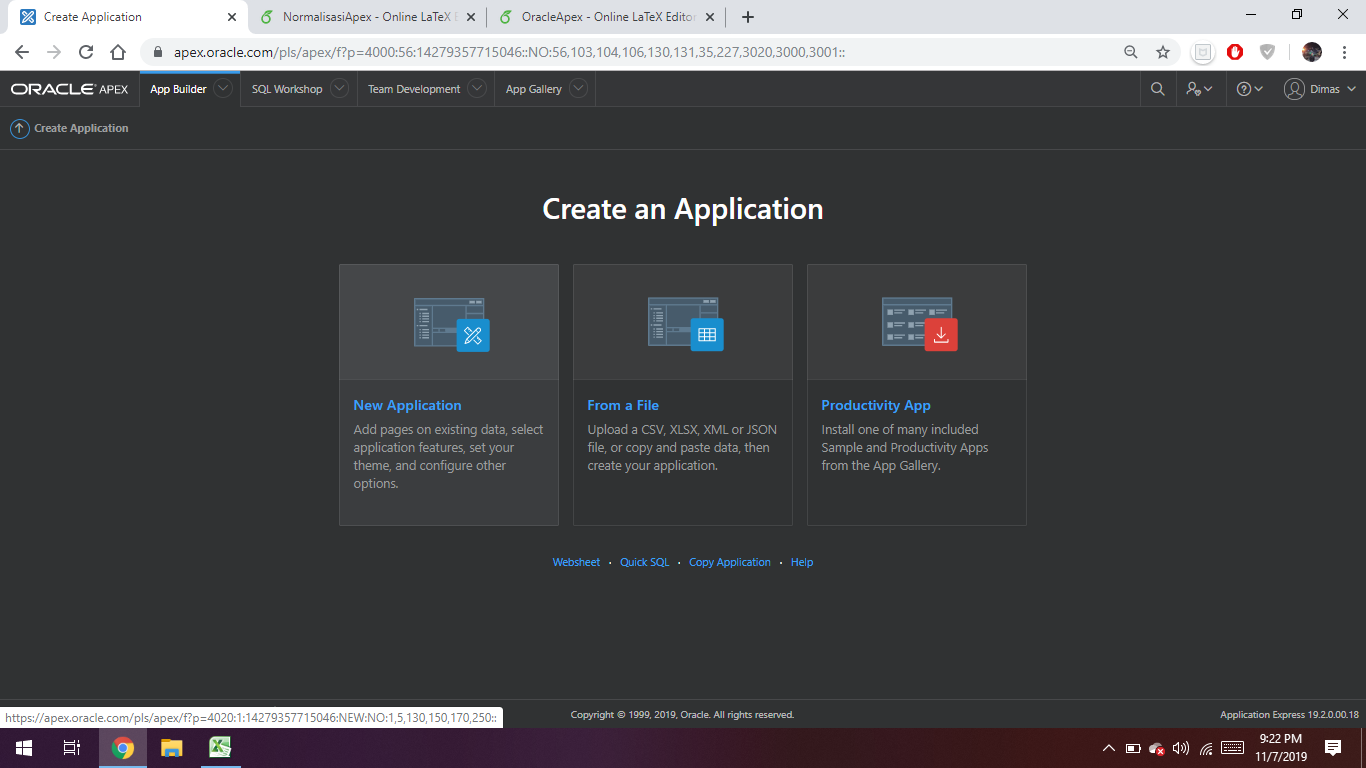 Create Application
NormalisasiApex - Online LaTeX E
OracleApex - Online LaTeX Editor
apex.oracle.com/pls/apex/f?p=4000:56:14279357715046::NO:56,103,104,106,130,131,35,227,3020,3000,3001::
ORACLE APEX
App Builder
SQL Workshop
Team Development
App Gallery
Dimas
Create Application
Create an Application
New Application
Add pages on existing data, select
application features, set your
theme, and configure other
options.
From a File
Upload a CSV, XLSX, XML or JSON
file, or copy and paste data, then
create your application.
Productivity App
Install one of many included
Sample and Productivity Apps
from the App Gallery.
Websheet · Quick SQL · Copy Application · Help
https://apex.oracle.com/pls/apex/f?p=4020:1:14279357715046:NEW:NO:1,5,130,150,170,250::
Copyright © 1999, 2019, Oracle. All rights reserved.
Application Express 19.2.0.00.18
9:22 PM
11/7/2019